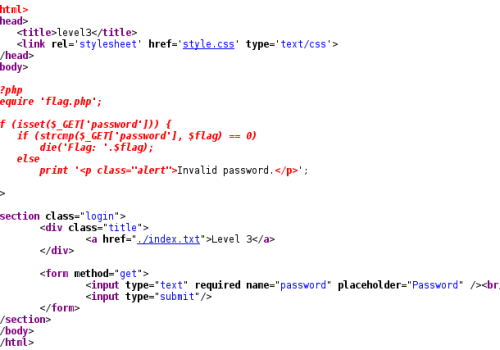 html>
head>
<title>level3</title>
<link rel='stylesheet' href='style.css' type='text/css'>
/head>
body>
?php
equire 'flag.php';
f (isset($_GET['password'])) {
if (strcmp($_GET['password'], $flag) == 0)
die('Flag: '.$flag);
else
print '<p class="alert">Invalid password.</p>';
>
section class="login">
<div class="title">
<a href="./index.txt">Level 3</a>
</div>
<form method="get">
<input type="text" required name="password" placeholder="Password" /><br/
<input type="submit"/>
</form>
/section>
/body>
/html>